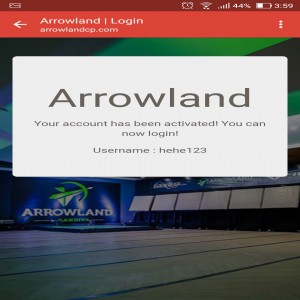 44% 3:59
Arrowland | Login
arrowlandcp.com
Arrowland
Your account has been activated! You can
now login!
Username : hehe123
ARROWLAND